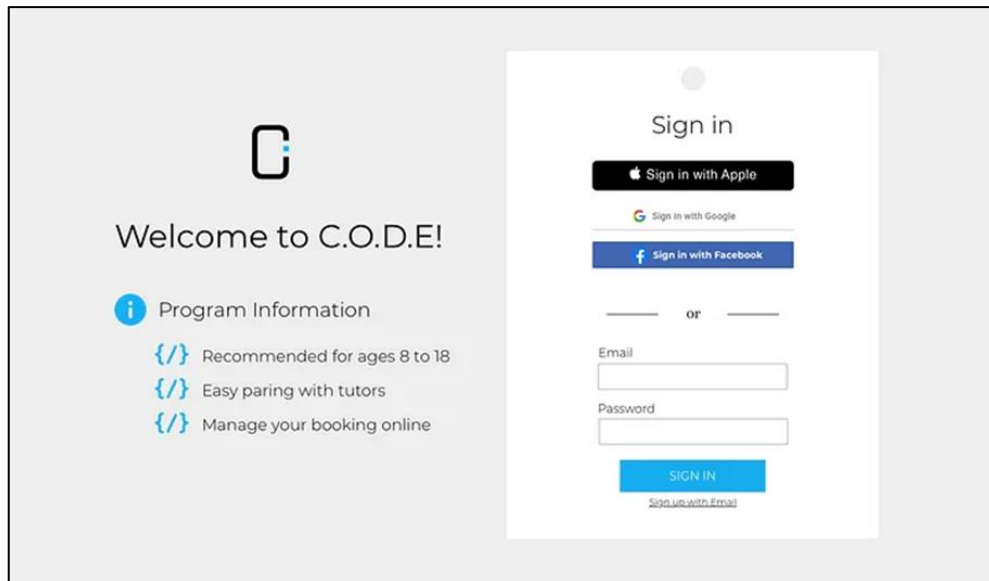 Welcome to C.O.D.E!
Program Information
{/} Recommended for ages 8 to 18
{/} Easy paring with tutors
{/} Manage your booking online
Sign in
Sign in with Apple
Sign in with Google
Sign in with Facebook
or
Email
Password
SIGN IN
Sign up with Email